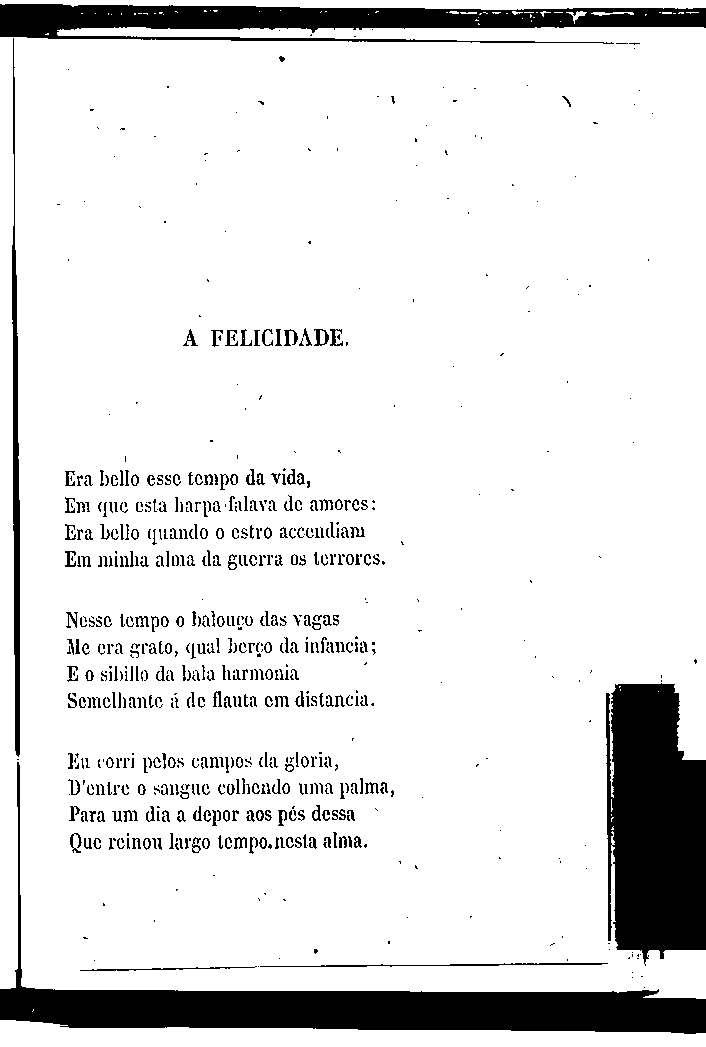 A FELICIDADE.
Era bello esse tempo da vida,
Em que esta harpa falava de amores:
Era bello quando o estro accendiam
Em minha alma da guerra os terrores.
Nesse tempo o balouço das vagas
Me era grato, qual berço da infancia;
E o sibillo da bala harmonia
Semelhante á de flauta em distancia.
Eu corri pelos campos da gloria,
D'entre o sangue colhendo uma palma,
Para um dia a depor aos pés dessa
Que reinou largo tempo nesta alma.